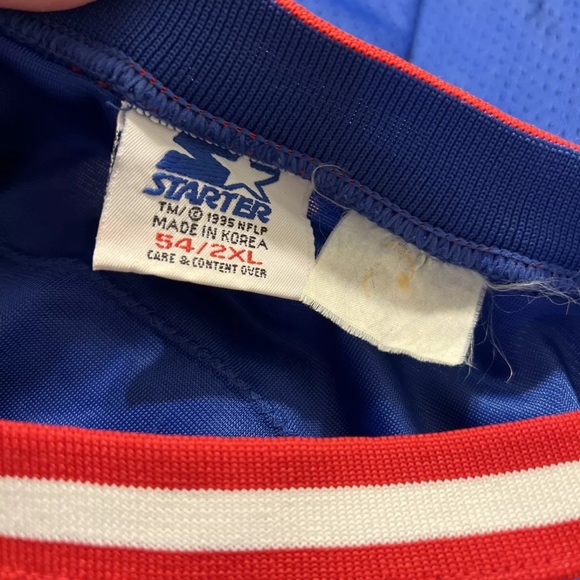 STARTER
TM/© 1995 NFLP
MADE IN KOREA
54/2XL
CARE & CONTENT OVER